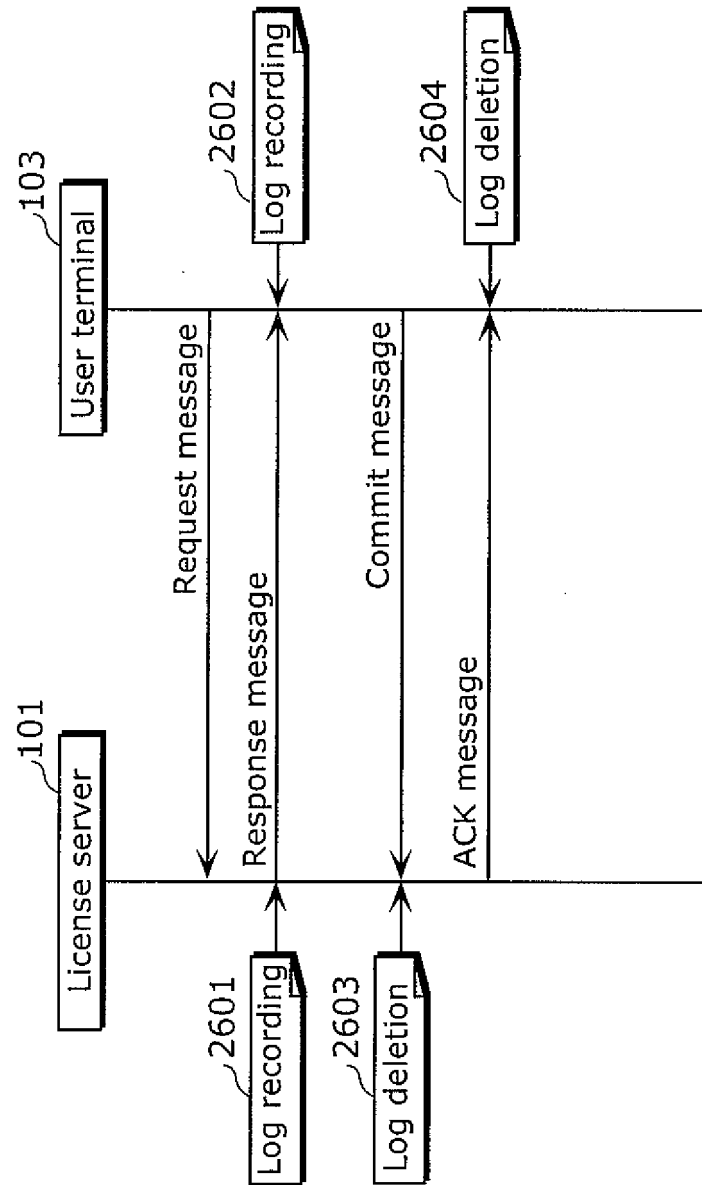 101
License server
103
User terminal
Request message
2601
Log recording
Response message
2602
Log recording
2603
Log deletion
Commit message
ACK message
2604
Log deletion